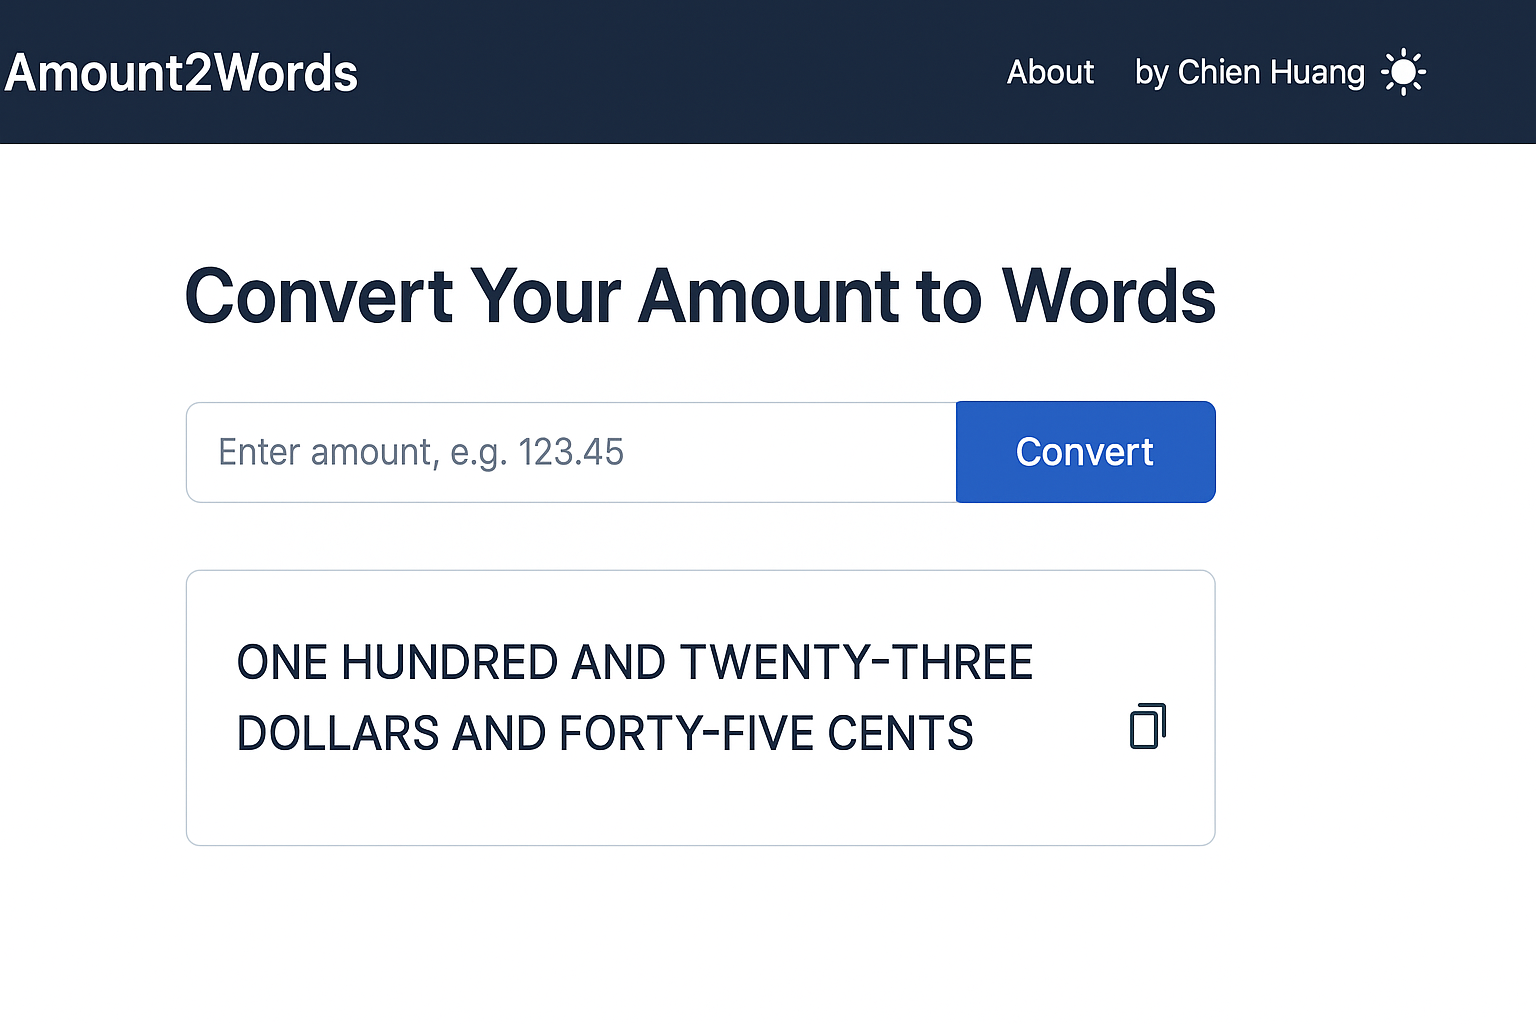 Amount2Words
About by Chien Huang
Convert Your Amount to Words
Enter amount, e.g. 123.45
Convert
ONE HUNDRED AND TWENTY-THREE
DOLLARS AND FORTY-FIVE CENTS